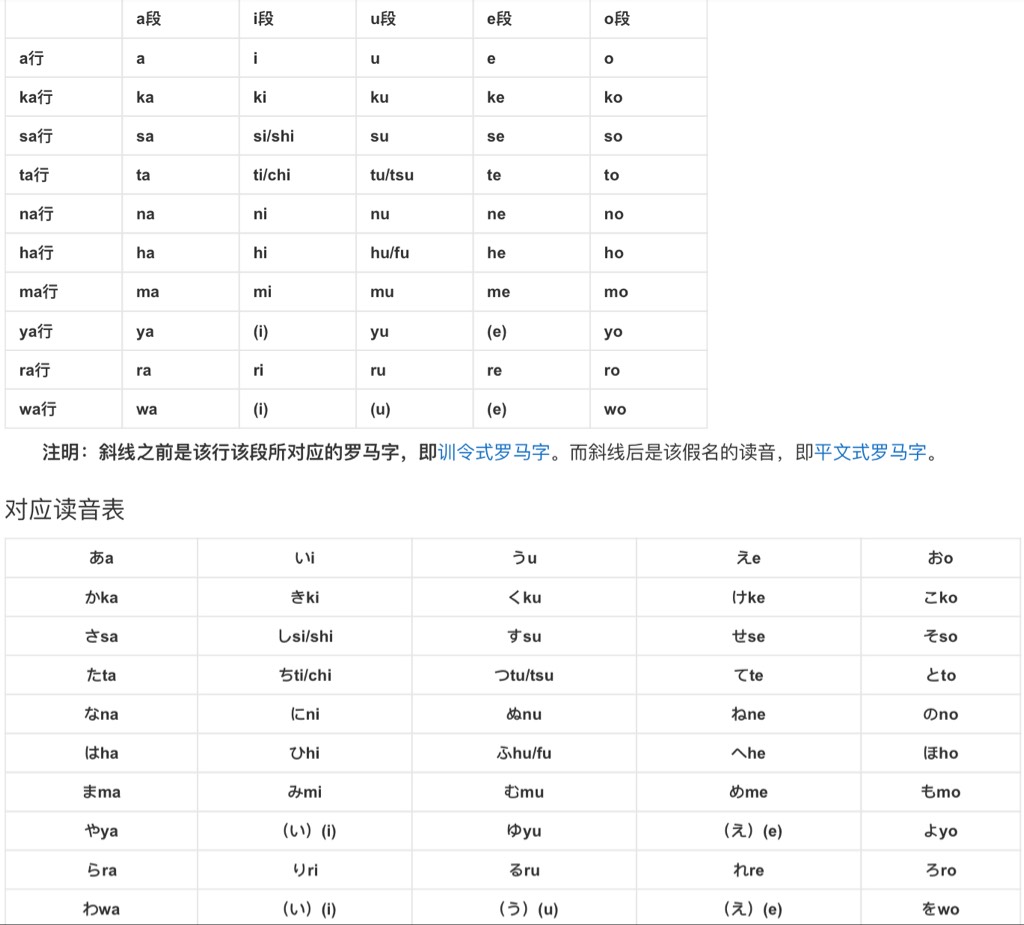 a段 i段 u段 e段 o段
a行 a i u e o
ka行 ka ki ku ke ko
sa行 sa si/shi su se so
ta行 ta ti/chi tu/tsu te to
na行 na ni nu ne no
ha行 ha hi hu/fu he ho
ma行 ma mi mu me mo
ya行 ya (i) yu (e) yo
ra行 ra ri ru re ro
wa行 wa (i) (u) (e) wo
注明：斜线之前是该行该段所对应的罗马字，即训令式罗马字。而斜线后是该假名的读音，即平文式罗马字。
对应读音表
あa いi うu えe おo
かka きki くku けke こko
さsa しsi/shi すsu せse そso
たta ちti/chi つtu/tsu てte とto
なna にni ぬnu ねne のno
はha ひhi ふhu/fu へhe ほho
まma みmi むmu めme もmo
やya （い）(i) ゆyu （え）(e) よyo
らra りri るru れre ろro
わwa （い）(i) （う）(u) （え）(e) をwo